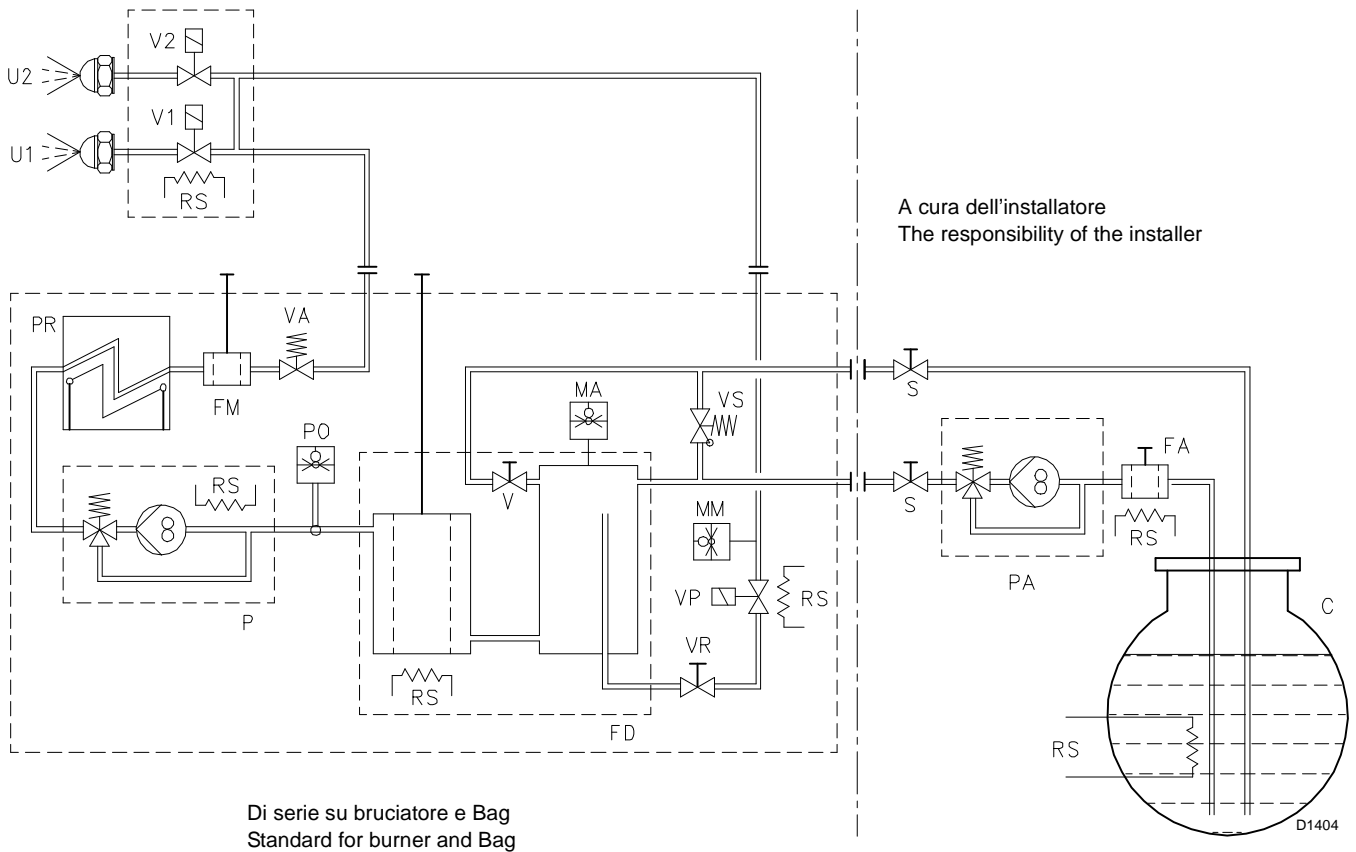 V2
U2
V1
U1
RS
A cura dell'installatore
The responsibility of the installer
PR
VA
FM
MA
VS
S
PO
FA
RS
V
S
MM
RS
PA
P
VP
RS
C
VR
RS
FD
RS
Di serie su bruciatore e Bag
Standard for burner and Bag
D1404